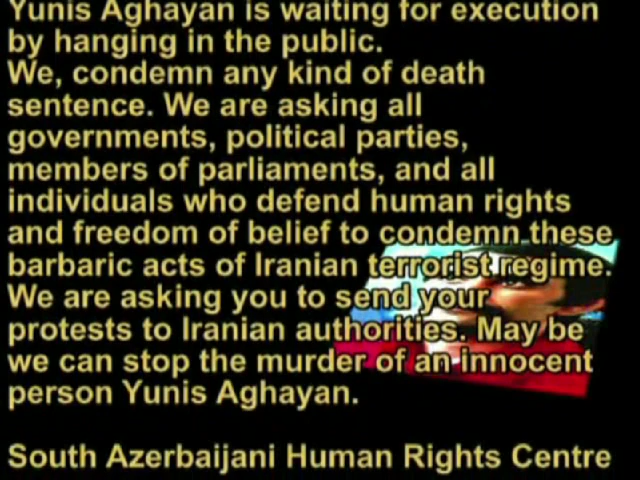 Yunis Aghayan is waiting for execution
by hanging in the public.
We, condemn any kind of death
sentence. We are asking all
governments, political parties,
members of parliaments, and all
individuals who defend human rights
and freedom of belief to condemn these
barbaric acts of Iranian terrorist regime.
We are asking you to send your
protests to Iranian authorities. May be
we can stop the murder of an innocent
person Yunis Aghayan.
South Azerbaijani Human Rights Centre